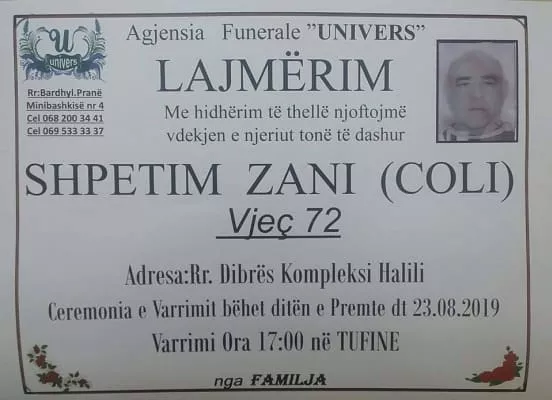 Agjensia Funerale "UNIVERS"
U
univers
Rr:Bardhyl.Pranë
Minibashkisë nr 4
Cel 068 200 34 41
Cel 069 533 33 37
LAJMËRIM
Me hidhërim të thellë njoftojmë
vdekjen e njeriut tonë të dashur
SHPETIM ZANI (COLI)
Vjeç 72
Adresa:Rr. Dibrës Kompleksi Halili
Ceremonia e Varrimit bëhet ditën e Premte dt 23.08.2019
Varrimi Ora 17:00 në TUFINE
nga FAMILJA